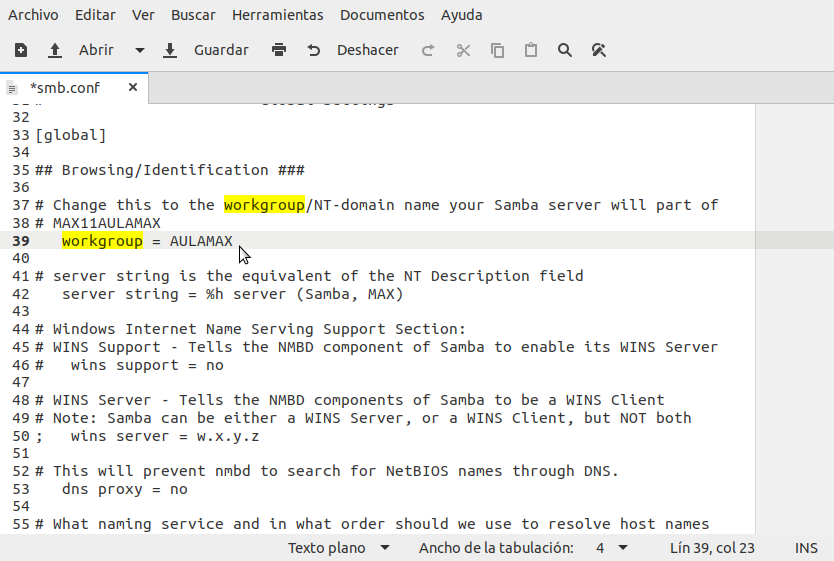 Archivo Editar Ver Buscar Herramientas Documentos Ayuda
Abrir Guardar Deshacer
*smb.conf
32
33 [global]
34
35 ## Browsing/Identification ###
36
37 # Change this to the workgroup/NT-domain name your Samba server will part of
38 # MAX11AULAMAX
39    workgroup = AULAMAX
40
41 # server string is the equivalent of the NT Description field
42    server string = %h server (Samba, MAX)
43
44 # Windows Internet Name Serving Support Section:
45 # WINS Support - Tells the NMBD component of Samba to enable its WINS Server
46 #   wins support = no
47
48 # WINS Server - Tells the NMBD components of Samba to be a WINS Client
49 # Note: Samba can be either a WINS Server, or a WINS Client, but NOT both
50 ;   wins server = w.x.y.z
51
52 # This will prevent nmbd to search for NetBIOS names through DNS.
53    dns proxy = no
54
55 # What naming service and in what order should we use to resolve host names
Texto plano Ancho de la tabulación: 4 Lín 39, col 23 INS